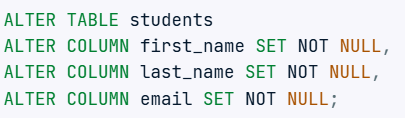 ALTER TABLE students
ALTER COLUMN first_name SET NOT NULL,
ALTER COLUMN last_name SET NOT NULL,
ALTER COLUMN email SET NOT NULL;